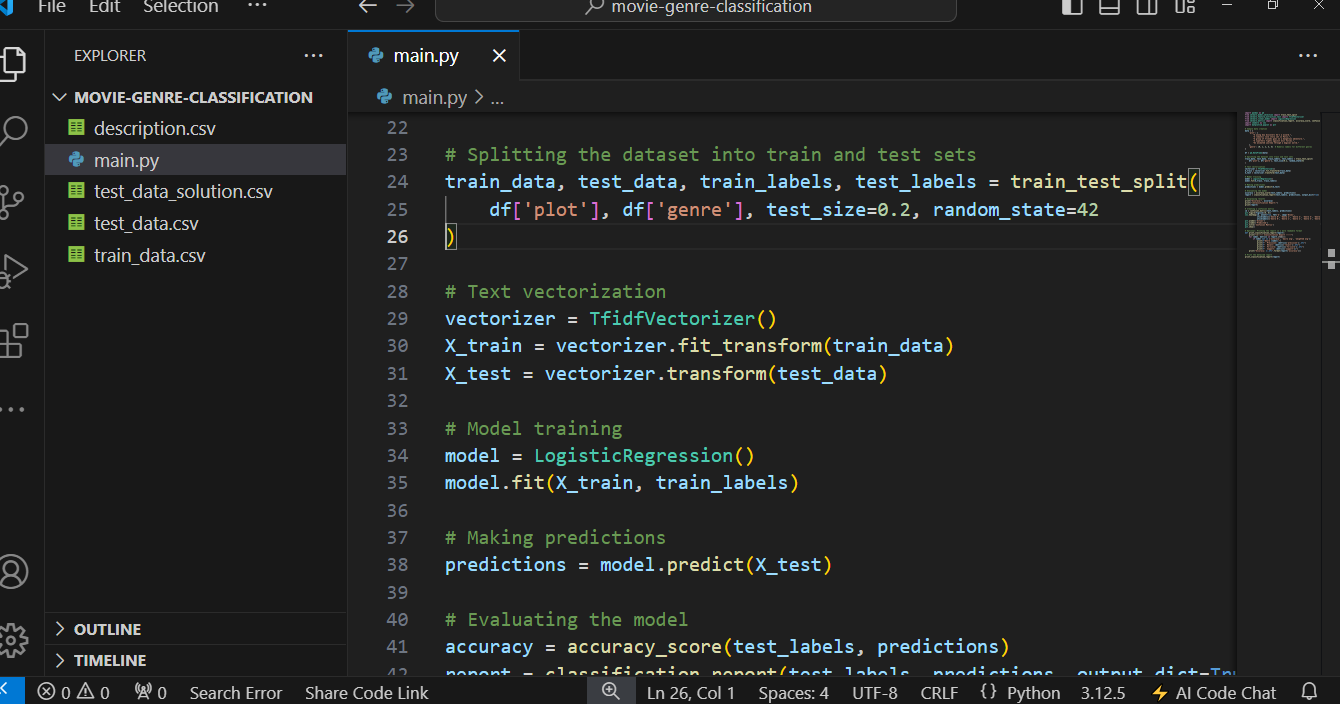 File Edit Selection ··· movie-genre-classification
EXPLORER ···
MOVIE-GENRE-CLASSIFICATION
description.csv
main.py
test_data_solution.csv
test_data.csv
train_data.csv
OUTLINE
TIMELINE
main.py
main.py > ...
22
23 # Splitting the dataset into train and test sets
24 train_data, test_data, train_labels, test_labels = train_test_split(
25     df['plot'], df['genre'], test_size=0.2, random_state=42
26 )
27
28 # Text vectorization
29 vectorizer = TfidfVectorizer()
30 X_train = vectorizer.fit_transform(train_data)
31 X_test = vectorizer.transform(test_data)
32
33 # Model training
34 model = LogisticRegression()
35 model.fit(X_train, train_labels)
36
37 # Making predictions
38 predictions = model.predict(X_test)
39
40 # Evaluating the model
41 accuracy = accuracy_score(test_labels, predictions)
42 report = classification_report(test_labels, predictions, output_dict=Tru
0 0 0 Search Error Share Code Link Ln 26, Col 1 Spaces: 4 UTF-8 CRLF {} Python 3.12.5 AI Code Chat